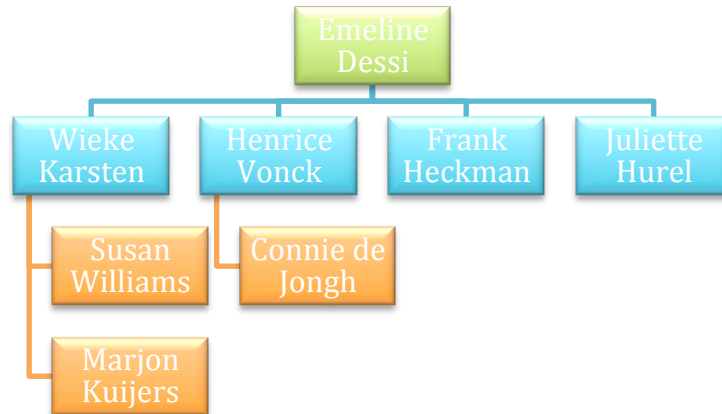 Emeline
Dessi
Wieke
Karsten
Henrice
Vonck
Frank
Heckman
Juliette
Hurel
Susan
Williams
Connie de
Jongh
Marjon
Kuijers